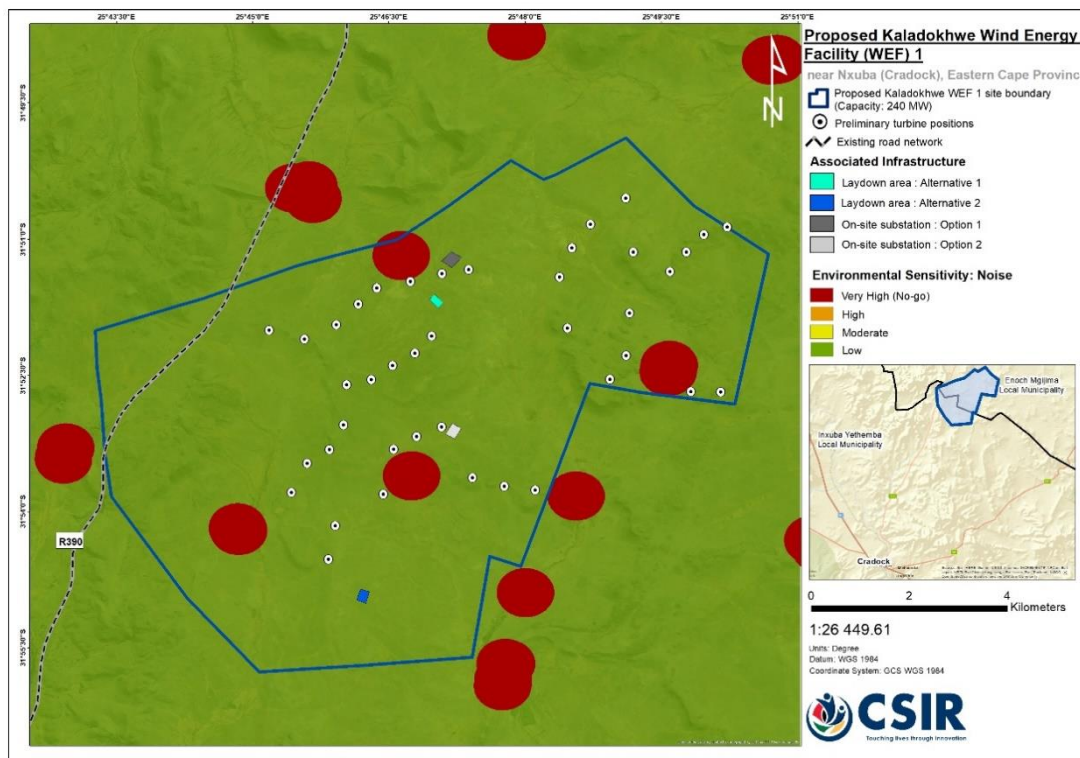 25°43'30"E 25°45'0"E 25°46'30"E 25°48'0"E 25°49'30"E 25°51'0"E
31°49'30"S
31°51'0"S
31°52'30"S
31°54'0"S
31°55'30"S
R390
N
Proposed Kaladokhwe Wind Energy
Facility (WEF) 1
near Nxuba (Cradock), Eastern Cape Provinc
Proposed Kaladokhwe WEF 1 site boundary
(Capacity: 240 MW)
Preliminary turbine positions
Existing road network
Associated Infrastructure
Laydown area : Alternative 1
Laydown area : Alternative 2
On-site substation : Option 1
On-site substation : Option 2
Environmental Sensitivity: Noise
Very High (No-go)
High
Moderate
Low
Enoch Mgijima
Local Municipality
Inxuba Yethemba
Local Municipality
Cradock
0 2 4
Kilometers
1:26 449.61
Units: Degree
Datum: WGS 1984
Coordinate System: GCS WGS 1984
CSIR
Touching lives through innovation